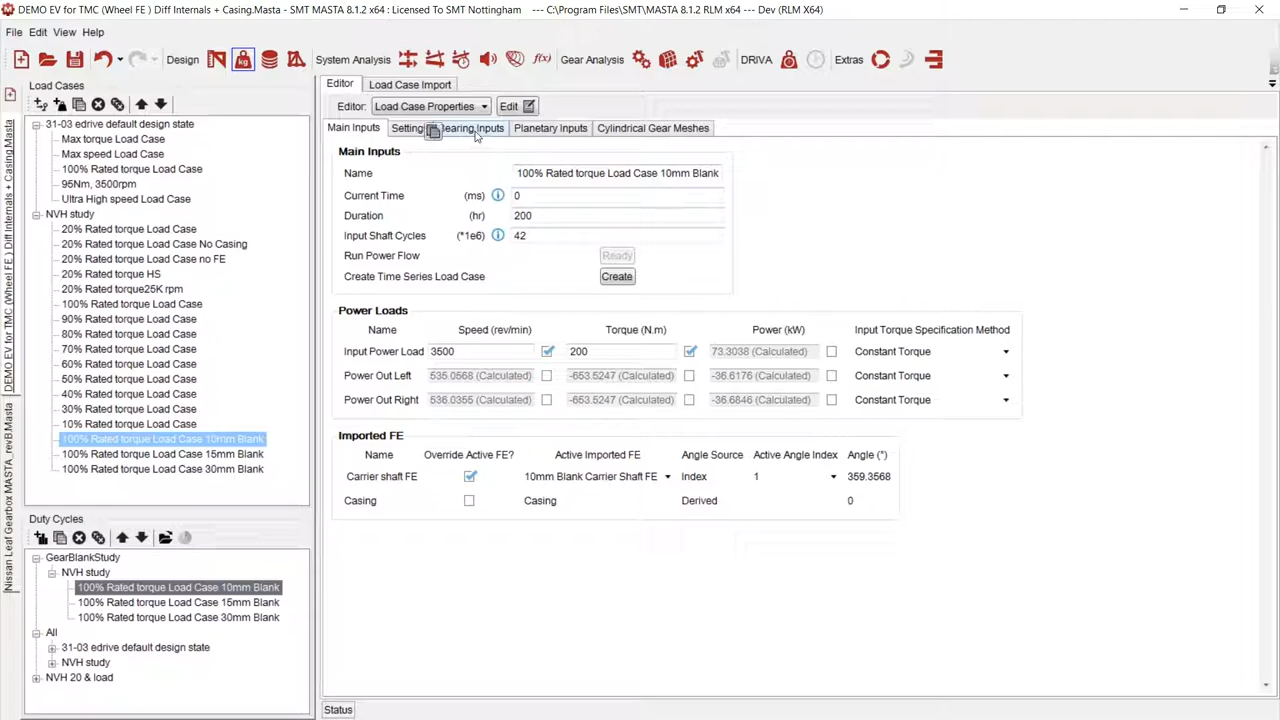 DEMO EV for TMC (Wheel FE ) Diff Internals + Casing.Masta - SMT MASTA 8.1.2 x64 : Licensed To SMT Nottingham --- C:\Program Files\SMT\MASTA 8.1.2 RLM x64 --- Dev (RLM X64)
File Edit View Help
Design System Analysis f(x) Gear Analysis DRIVA Extras
DEMO EV for TMC (Wheel FE ) Diff Internals + Casing.Masta
Nissan Leaf Gearbox MASTA_revB.Masta
Load Cases
31-03 edrive default design state
Max torque Load Case
Max speed Load Case
100% Rated torque Load Case
95Nm, 3500rpm
Ultra High speed Load Case
NVH study
20% Rated torque Load Case
20% Rated torque Load Case No Casing
20% Rated torque Load Case no FE
20% Rated torque HS
20% Rated torque25K rpm
100% Rated torque Load Case
90% Rated torque Load Case
80% Rated torque Load Case
70% Rated torque Load Case
60% Rated torque Load Case
50% Rated torque Load Case
40% Rated torque Load Case
30% Rated torque Load Case
10% Rated torque Load Case
100% Rated torque Load Case 10mm Blank
100% Rated torque Load Case 15mm Blank
100% Rated torque Load Case 30mm Blank
Duty Cycles
GearBlankStudy
NVH study
100% Rated torque Load Case 10mm Blank
100% Rated torque Load Case 15mm Blank
100% Rated torque Load Case 30mm Blank
All
31-03 edrive default design state
NVH study
NVH 20 & load
Editor Load Case Import
Editor: Load Case Properties Edit
Main Inputs Setting Bearing Inputs Planetary Inputs Cylindrical Gear Meshes
Main Inputs
Name 100% Rated torque Load Case 10mm Blank
Current Time (ms) 0
Duration (hr) 200
Input Shaft Cycles (*1e6) 42
Run Power Flow Ready
Create Time Series Load Case Create
Power Loads
Name Speed (rev/min) Torque (N.m) Power (kW) Input Torque Specification Method
Input Power Load 3500 200 73.3038 (Calculated) Constant Torque
Power Out Left 535.0568 (Calculated) -653.5247 (Calculated) -36.6176 (Calculated) Constant Torque
Power Out Right 536.0355 (Calculated) -653.5247 (Calculated) -36.6846 (Calculated) Constant Torque
Imported FE
Name Override Active FE? Active Imported FE Angle Source Active Angle Index Angle (°)
Carrier shaft FE 10mm Blank Carrier Shaft FE Index 1 359.3568
Casing Casing Derived 0
Status